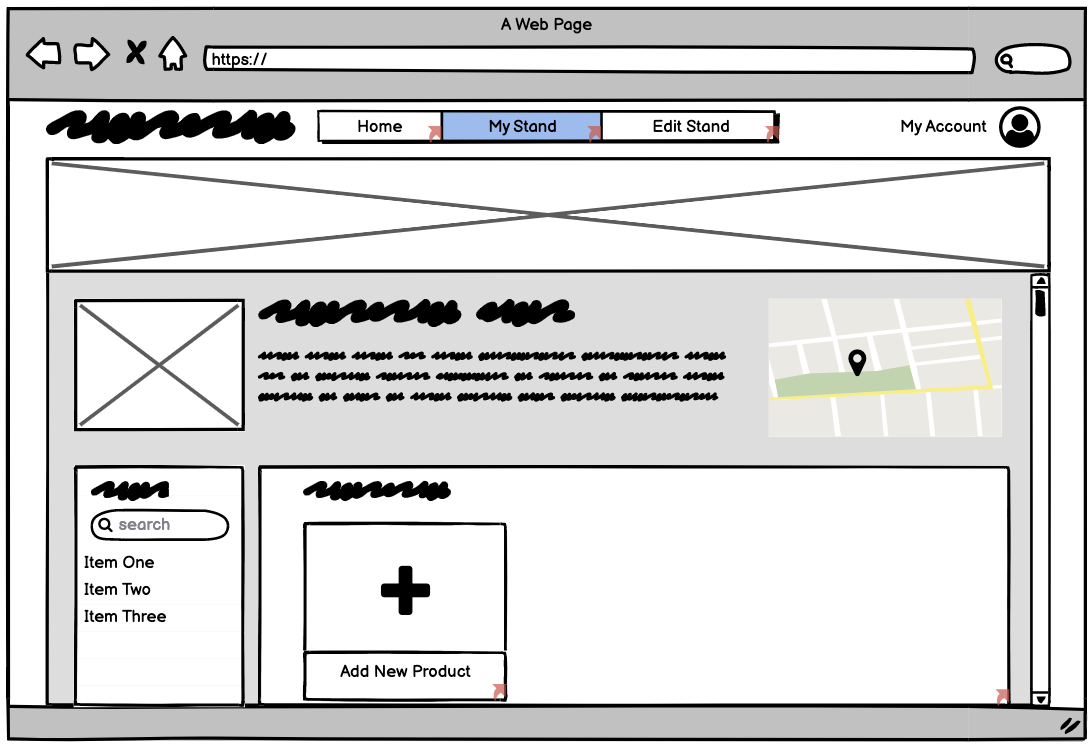 A Web Page
https://
Home
My Stand
Edit Stand
My Account
search
Item One
Item Two
Item Three
Add New Product